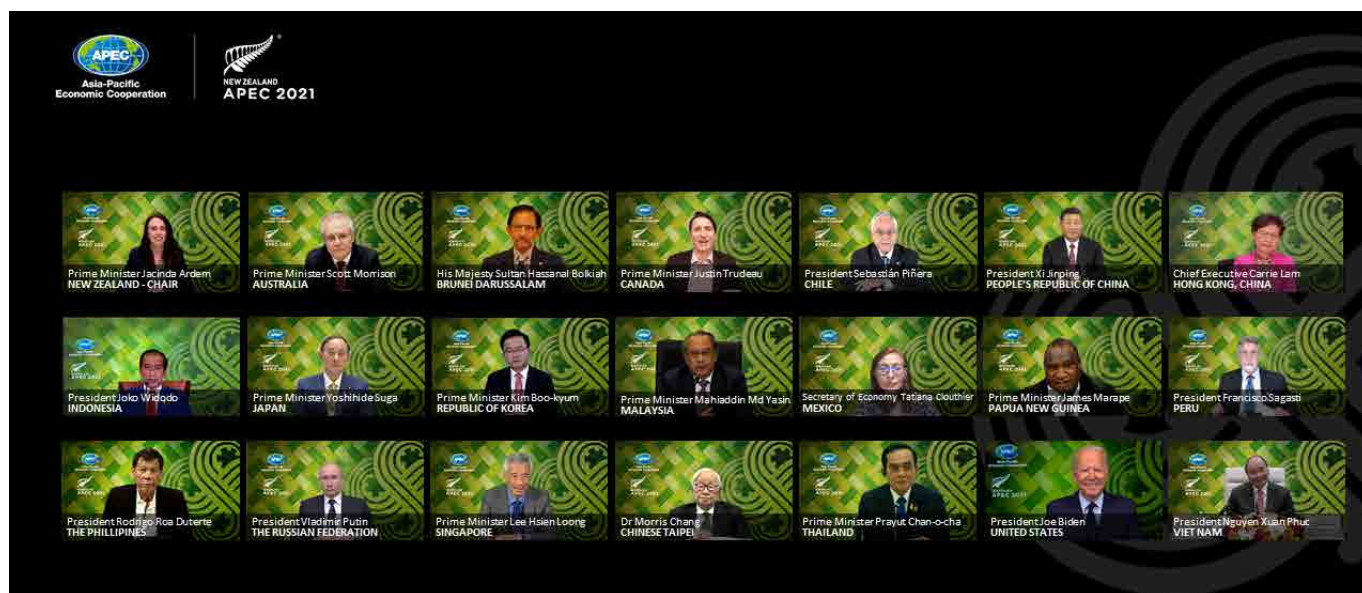 APEC
Asia-Pacific
Economic Cooperation
NEW ZEALAND
APEC 2021
Prime Minister Jacinda Ardern
NEW ZEALAND - CHAIR
Prime Minister Scott Morrison
AUSTRALIA
His Majesty Sultan Hassanal Bolkiah
BRUNEI DARUSSALAM
Prime Minister Justin Trudeau
CANADA
President Sebastián Piñera
CHILE
President Xi Jinping
PEOPLE'S REPUBLIC OF CHINA
Chief Executive Carrie Lam
HONG KONG, CHINA
President Joko Widodo
INDONESIA
Prime Minister Yoshihide Suga
JAPAN
Prime Minister Kim Boo-kyum
REPUBLIC OF KOREA
Prime Minister Mahiaddin Md Yasin
MALAYSIA
Secretary of Economy Tatiana Clouthier
MEXICO
Prime Minister James Marape
PAPUA NEW GUINEA
President Francisco Sagasti
PERU
President Rodrigo Roa Duterte
THE PHILLIPINES
President Vladimir Putin
THE RUSSIAN FEDERATION
Prime Minister Lee Hsien Loong
SINGAPORE
Dr Morris Chang
CHINESE TAIPEI
Prime Minister Prayut Chan-o-cha
THAILAND
President Joe Biden
UNITED STATES
President Nguyen Xuan Phuc
VIET NAM